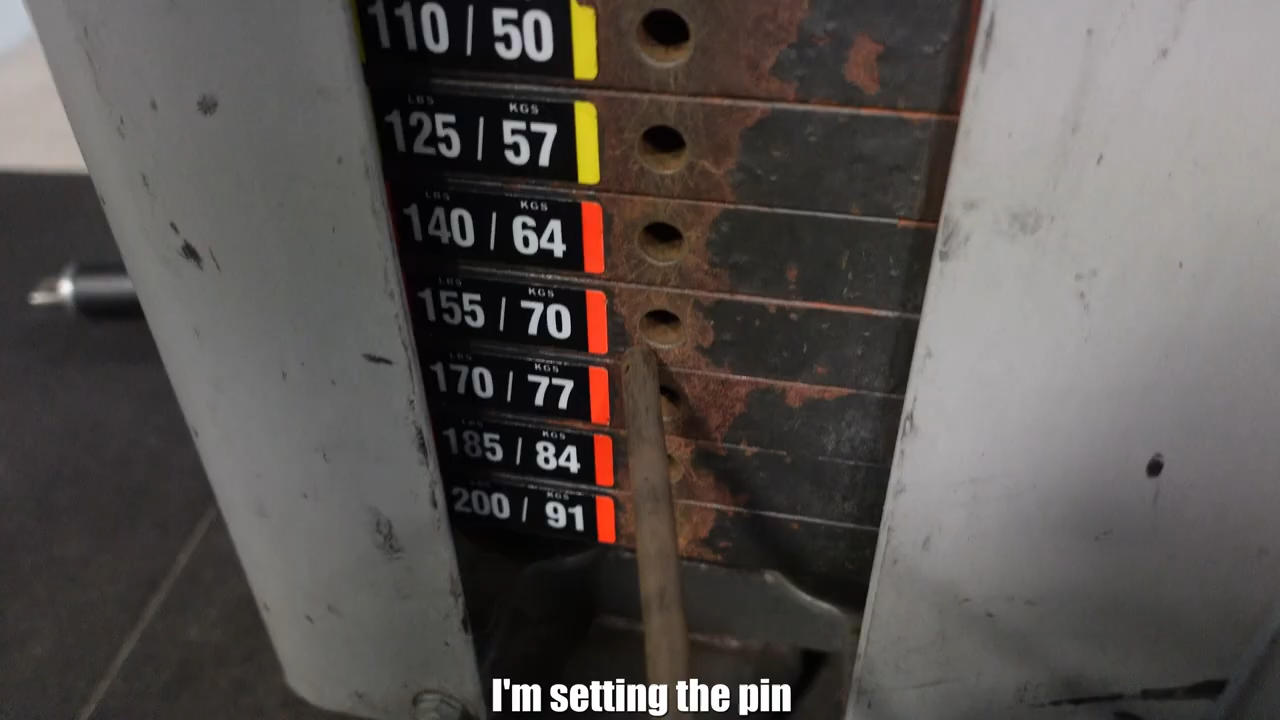 110 / 50
LBS KGS
125 / 57
LBS KGS
140 / 64
LBS KGS
155 / 70
LBS KGS
170 / 77
LBS KGS
185 / 84
KGS
200 / 91
I'm setting the pin